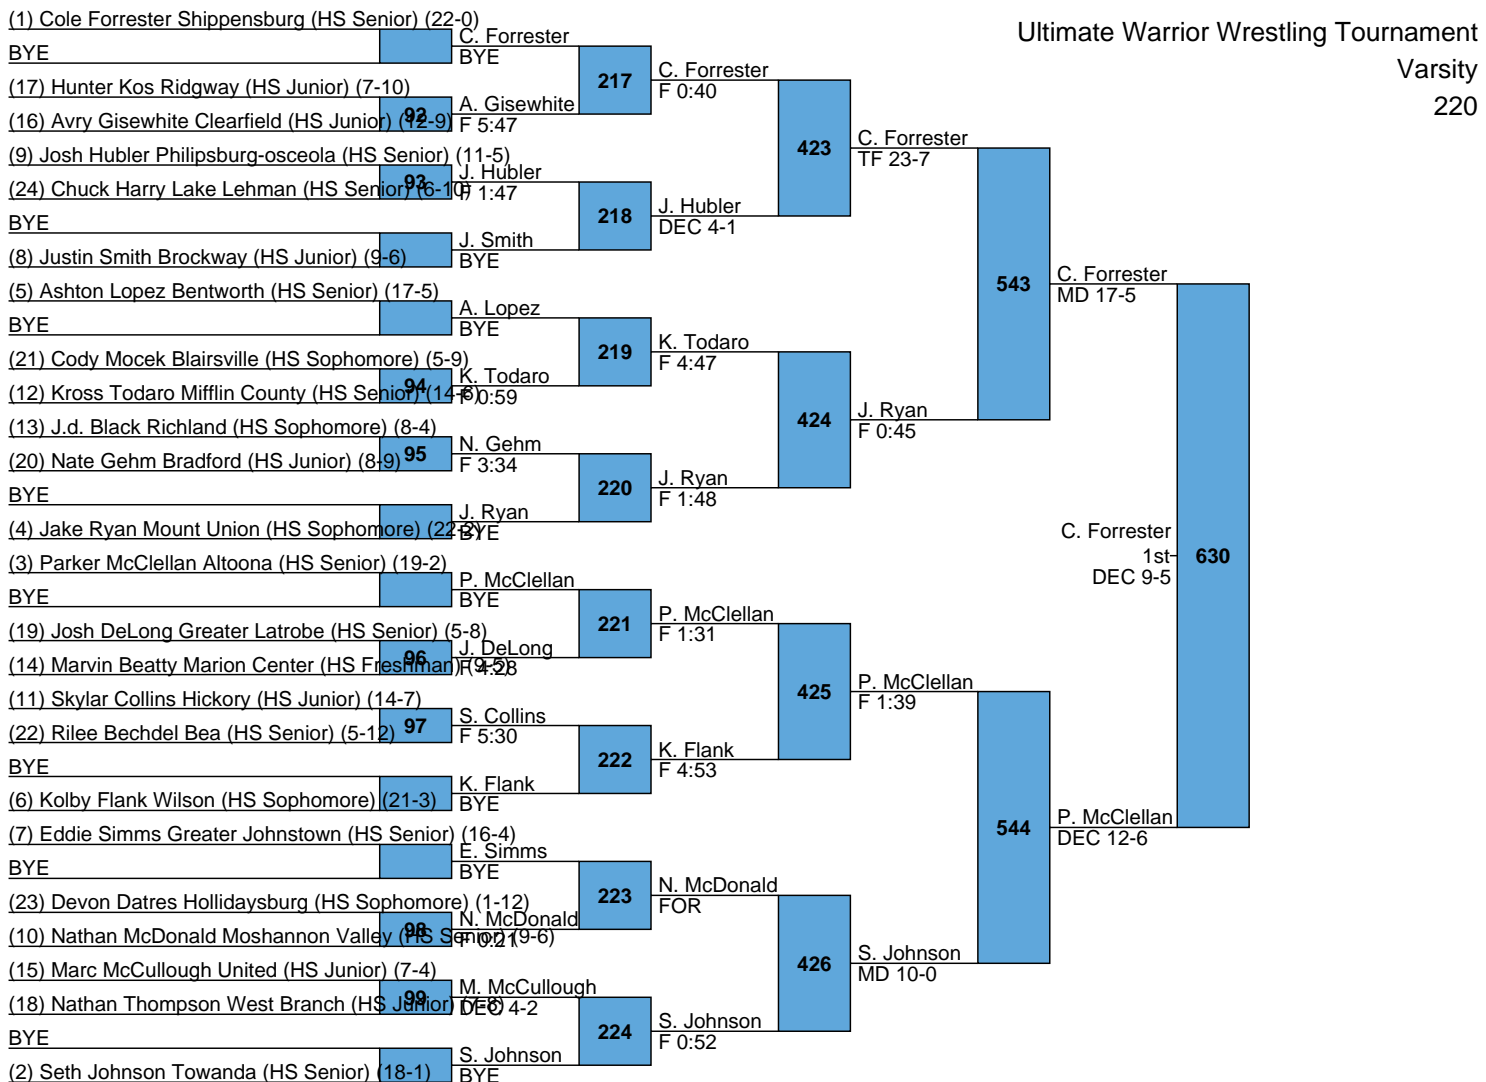 Ultimate Warrior Wrestling Tournament
Varsity
220
(1) Cole Forrester Shippensburg (HS Senior) (22-0)
BYE
(17) Hunter Kos Ridgway (HS Junior) (7-10)
(16) Avry Gisewhite Clearfield (HS Junior) (12-9)
(9) Josh Hubler Philipsburg-osceola (HS Senior) (11-5)
(24) Chuck Harry Lake Lehman (HS Senior) (6-10)
BYE
(8) Justin Smith Brockway (HS Junior) (9-6)
(5) Ashton Lopez Bentworth (HS Senior) (17-5)
BYE
(21) Cody Mocek Blairsville (HS Sophomore) (5-9)
(12) Kross Todaro Mifflin County (HS Senior) (14-6)
(13) J.d. Black Richland (HS Sophomore) (8-4)
(20) Nate Gehm Bradford (HS Junior) (8-9)
BYE
(4) Jake Ryan Mount Union (HS Sophomore) (22-2)
(3) Parker McClellan Altoona (HS Senior) (19-2)
BYE
(19) Josh DeLong Greater Latrobe (HS Senior) (5-8)
(14) Marvin Beatty Marion Center (HS Freshman) (9-5)
(11) Skylar Collins Hickory (HS Junior) (14-7)
(22) Rilee Bechdel Bea (HS Senior) (5-12)
BYE
(6) Kolby Flank Wilson (HS Sophomore) (21-3)
(7) Eddie Simms Greater Johnstown (HS Senior) (16-4)
BYE
(23) Devon Datres Hollidaysburg (HS Sophomore) (1-12)
(10) Nathan McDonald Moshannon Valley (HS Senior) (9-6)
(15) Marc McCullough United (HS Junior) (7-4)
(18) Nathan Thompson West Branch (HS Junior) (7-8)
BYE
(2) Seth Johnson Towanda (HS Senior) (18-1)
C. Forrester
BYE
92
A. Gisewhite
F 5:47
93
J. Hubler
F 1:47
J. Smith
BYE
A. Lopez
BYE
94
K. Todaro
F 0:59
95
N. Gehm
F 3:34
J. Ryan
BYE
P. McClellan
BYE
96
J. DeLong
F 4:28
97
S. Collins
F 5:30
K. Flank
BYE
E. Simms
BYE
98
N. McDonald
F 0:21
99
M. McCullough
DEC 4-2
S. Johnson
BYE
217
C. Forrester
F 0:40
218
J. Hubler
DEC 4-1
219
K. Todaro
F 4:47
220
J. Ryan
F 1:48
221
P. McClellan
F 1:31
222
K. Flank
F 4:53
223
N. McDonald
FOR
224
S. Johnson
F 0:52
423
C. Forrester
TF 23-7
424
J. Ryan
F 0:45
425
P. McClellan
F 1:39
426
S. Johnson
MD 10-0
543
C. Forrester
MD 17-5
544
P. McClellan
DEC 12-6
630
C. Forrester
1st
DEC 9-5